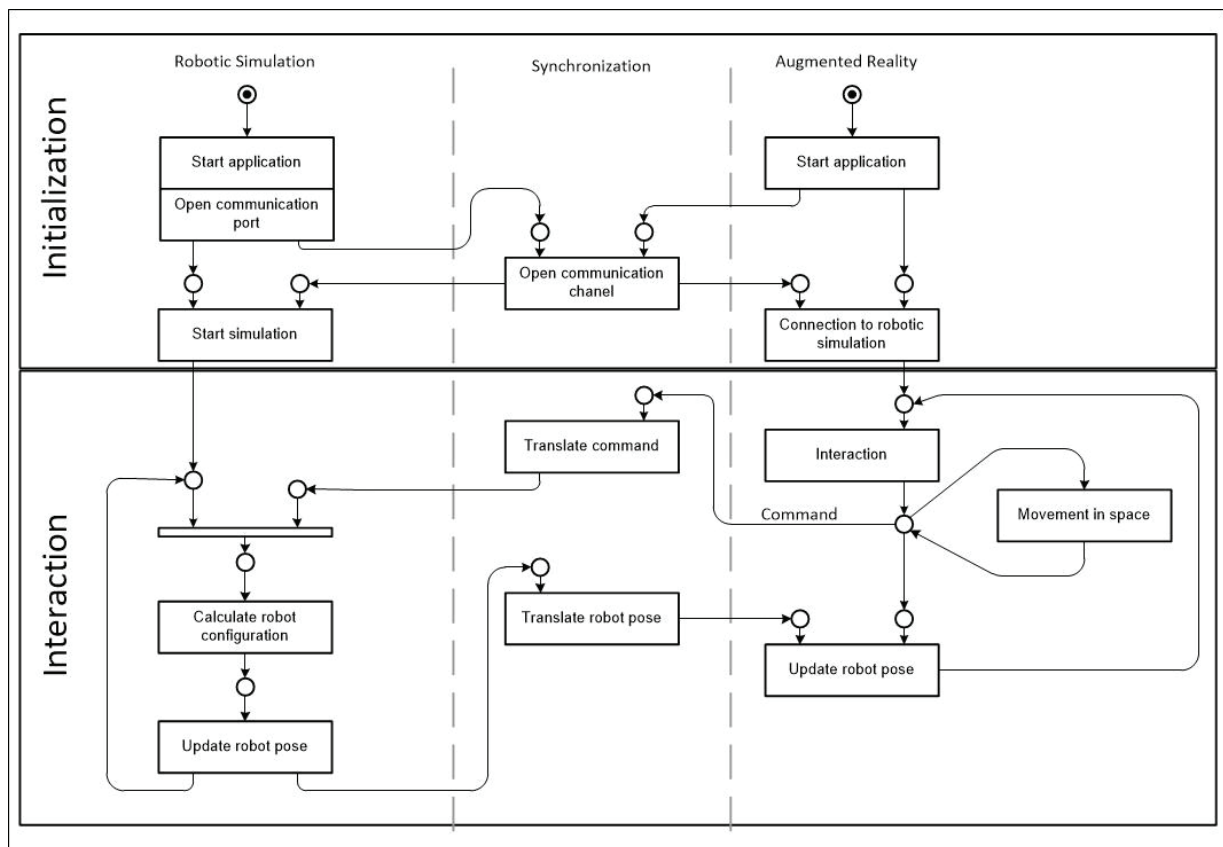 Robotic Simulation
Synchronization
Augmented Reality
Initialization
Start application
Open communication
port
Start application
Open communication
chanel
Start simulation
Connection to robotic
simulation
Interaction
Translate command
Interaction
Command
Movement in space
Calculate robot
configuration
Translate robot pose
Update robot pose
Update robot pose